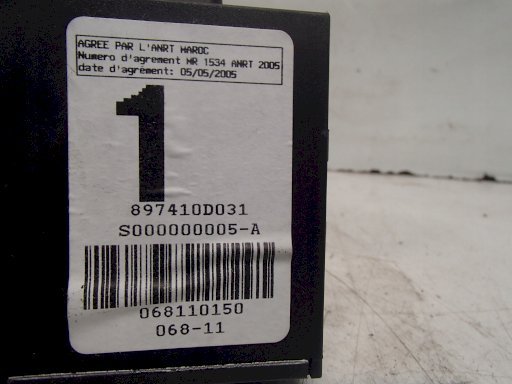 AGREE PAR L'ANRT MAROC
Numero d'agrement MR 1534 ANRT 2005
date d'agrément: 05/05/2005
1
897410D031
S000000005-A
068110150
068-11